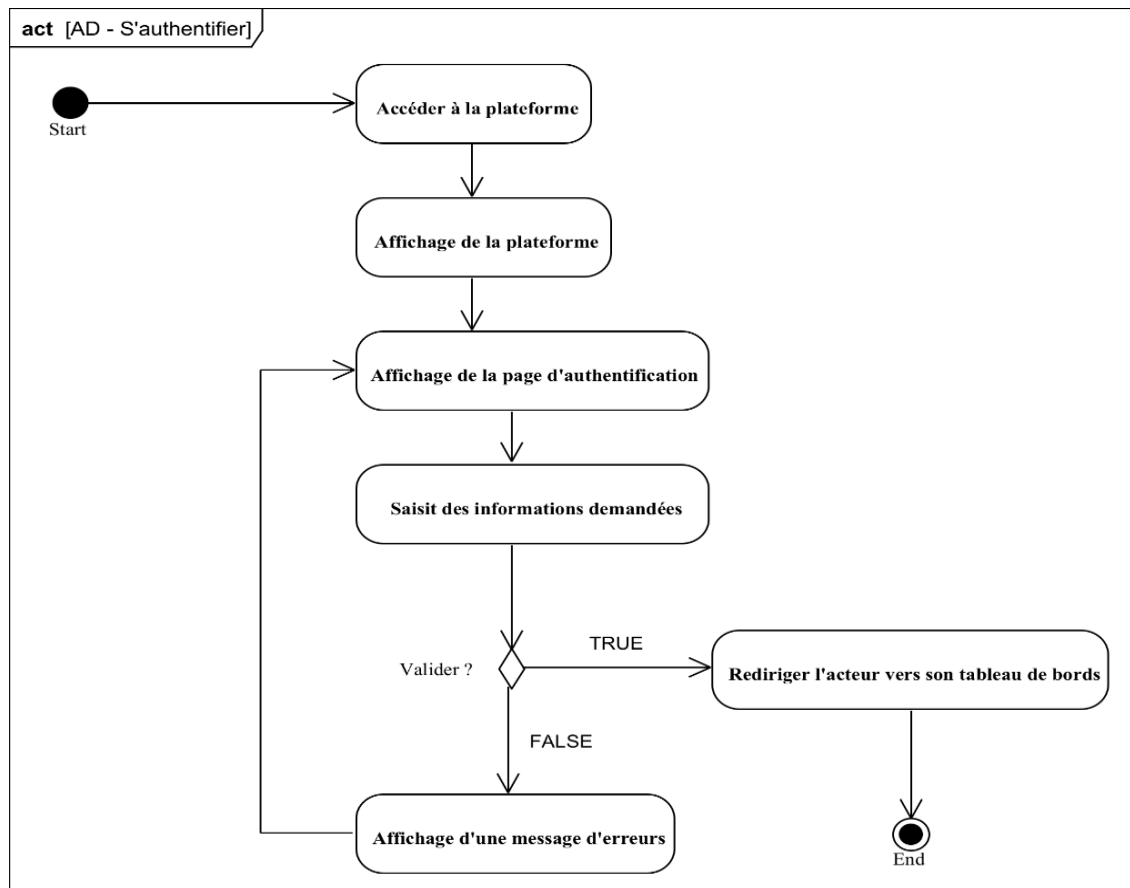 act [AD - S'authentifier]
Start
Accéder à la plateforme
Affichage de la plateforme
Affichage de la page d'authentification
Saisit des informations demandées
Valider ?
TRUE
Rediriger l'acteur vers son tableau de bords
FALSE
Affichage d'une message d'erreurs
End